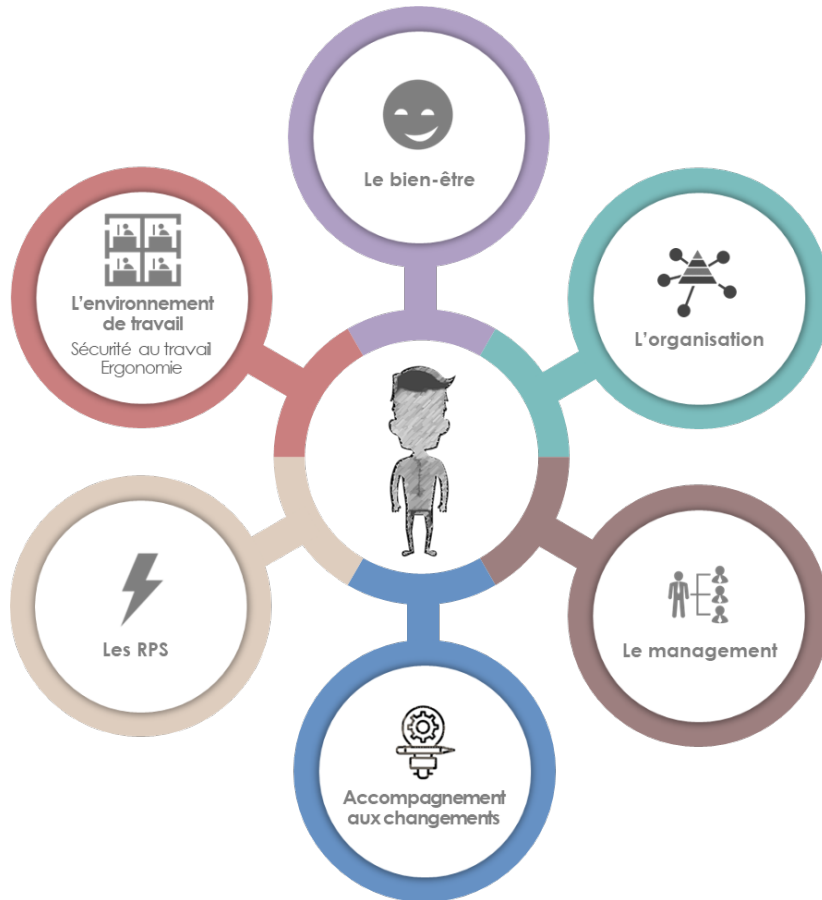 Le bien-être
L'organisation
Le management
Accompagnement
aux changements
Les RPS
L'environnement
de travail
Sécurité au travail
Ergonomie